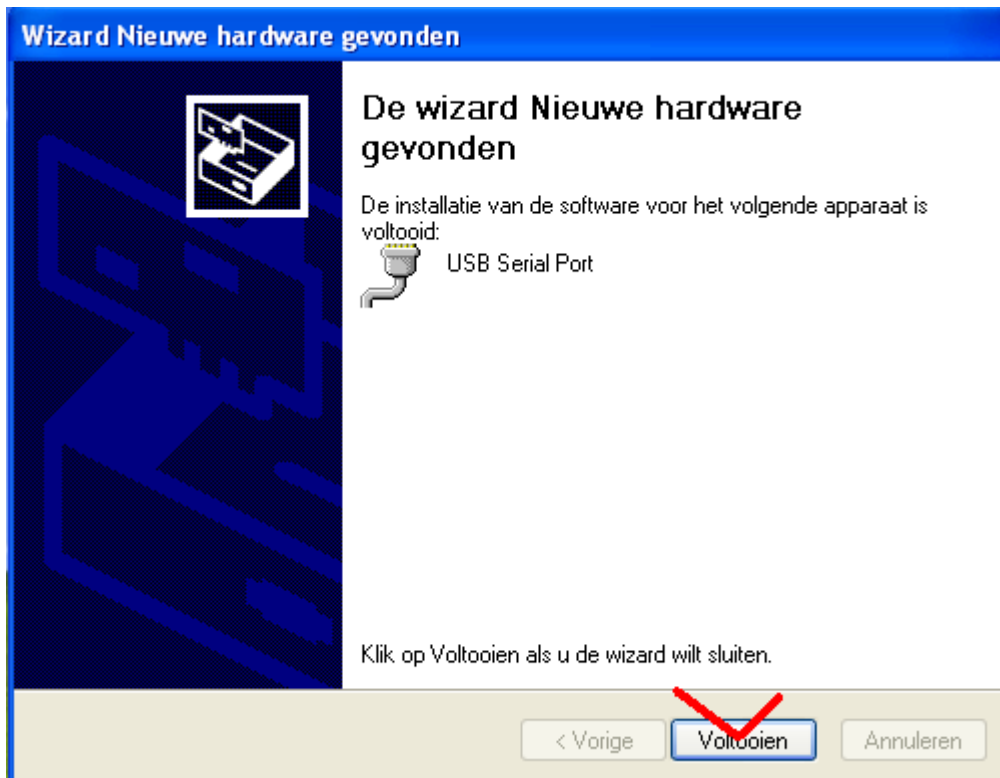 Wizard Nieuwe hardware gevonden
De wizard Nieuwe hardware
gevonden
De installatie van de software voor het volgende apparaat is
voltooid:
USB Serial Port
Klik op Voltooien als u de wizard wilt sluiten.
< Vorige
Voltooien
Annuleren